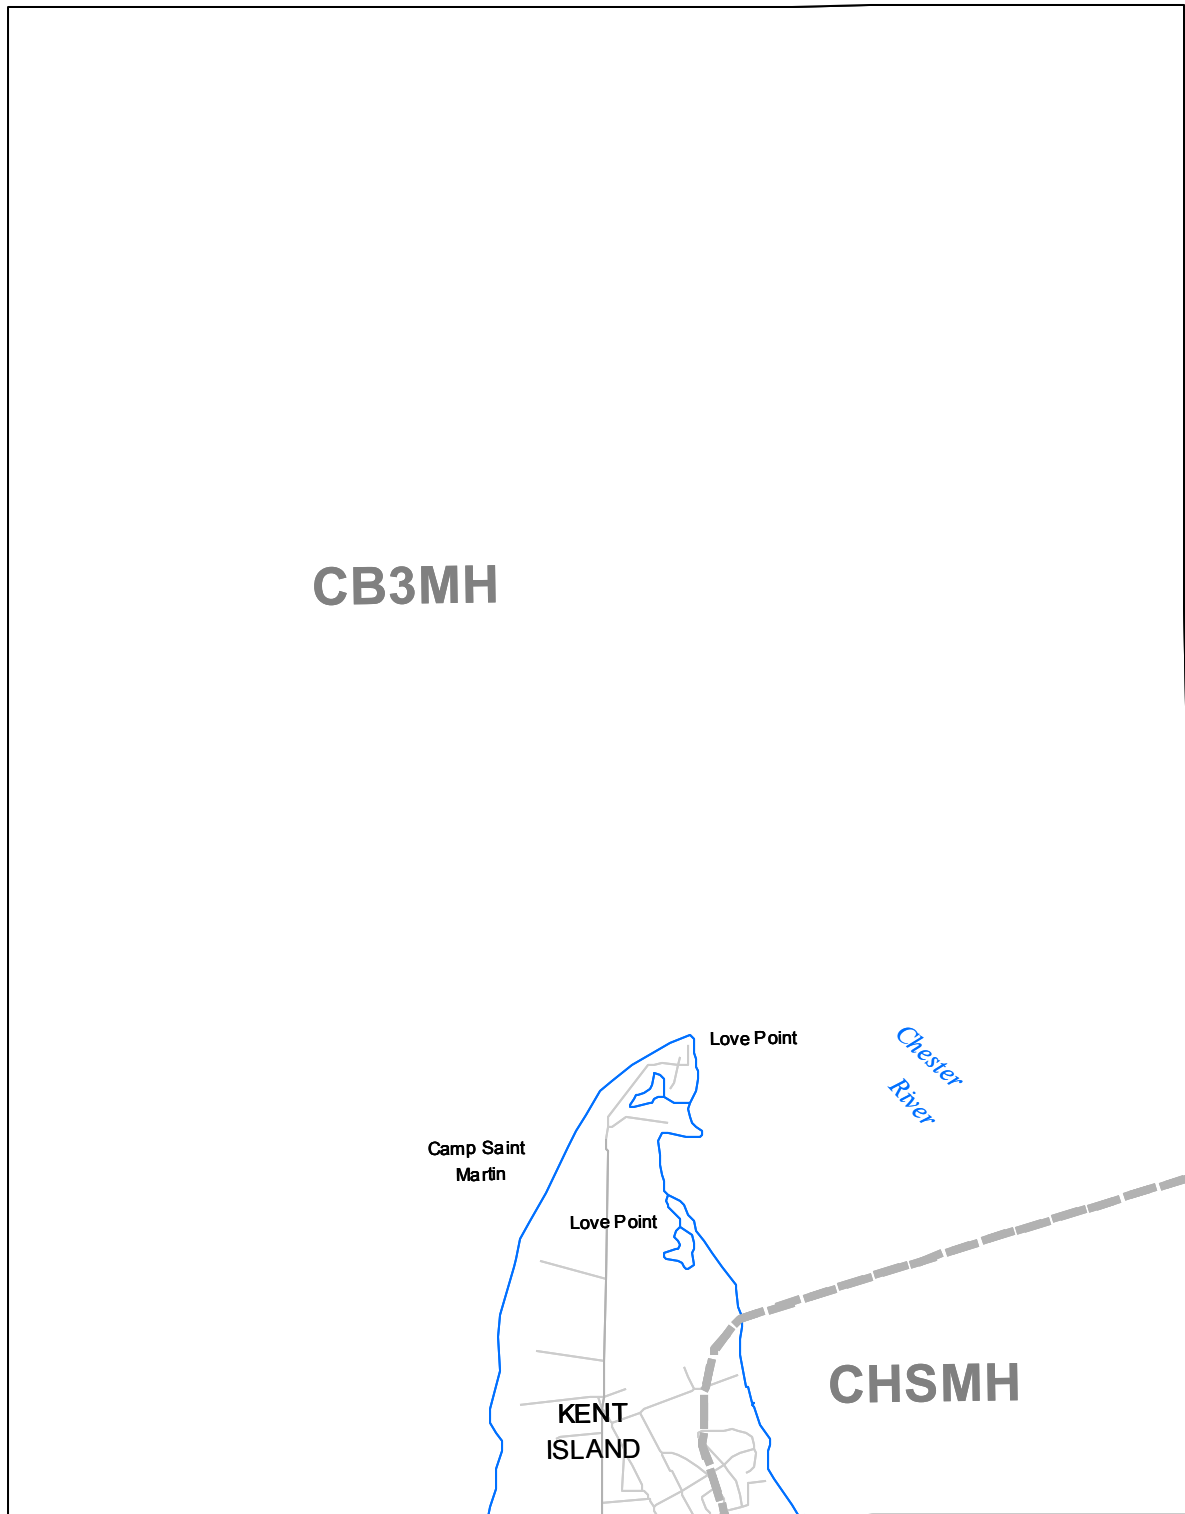 CB3MH
Love Point
Chester
River
Camp Saint
Martin
Love Point
CHSMH
KENT
ISLAND